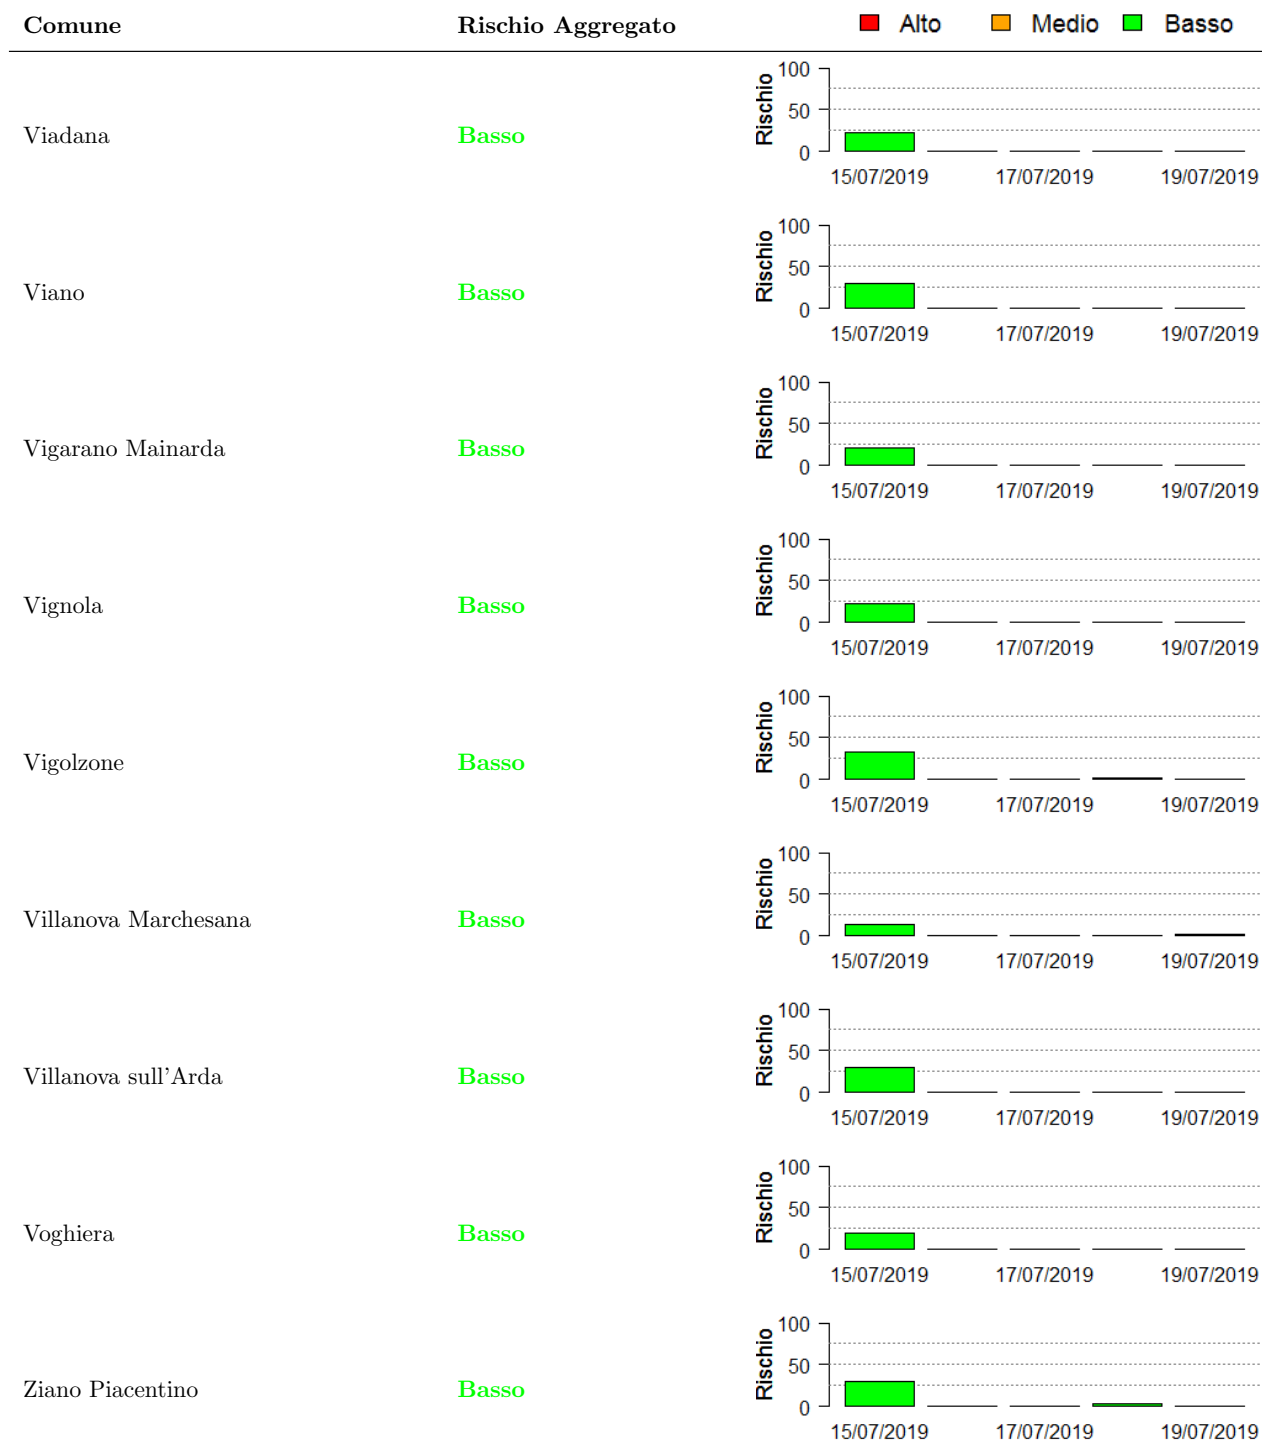 Comune Rischio Aggregato Alto Medio Basso
100
50
0
Rischio
Viadana Basso
15/07/2019 17/07/2019 19/07/2019
100
50
0
Rischio
Viano Basso
15/07/2019 17/07/2019 19/07/2019
100
50
0
Rischio
Vigarano Mainarda Basso
15/07/2019 17/07/2019 19/07/2019
100
50
0
Rischio
Vignola Basso
15/07/2019 17/07/2019 19/07/2019
100
50
0
Rischio
Vigolzone Basso
15/07/2019 17/07/2019 19/07/2019
100
50
0
Rischio
Villanova Marchesana Basso
15/07/2019 17/07/2019 19/07/2019
100
50
0
Rischio
Villanova sull'Arda Basso
15/07/2019 17/07/2019 19/07/2019
100
50
0
Rischio
Voghiera Basso
15/07/2019 17/07/2019 19/07/2019
100
50
0
Rischio
Ziano Piacentino Basso
15/07/2019 17/07/2019 19/07/2019